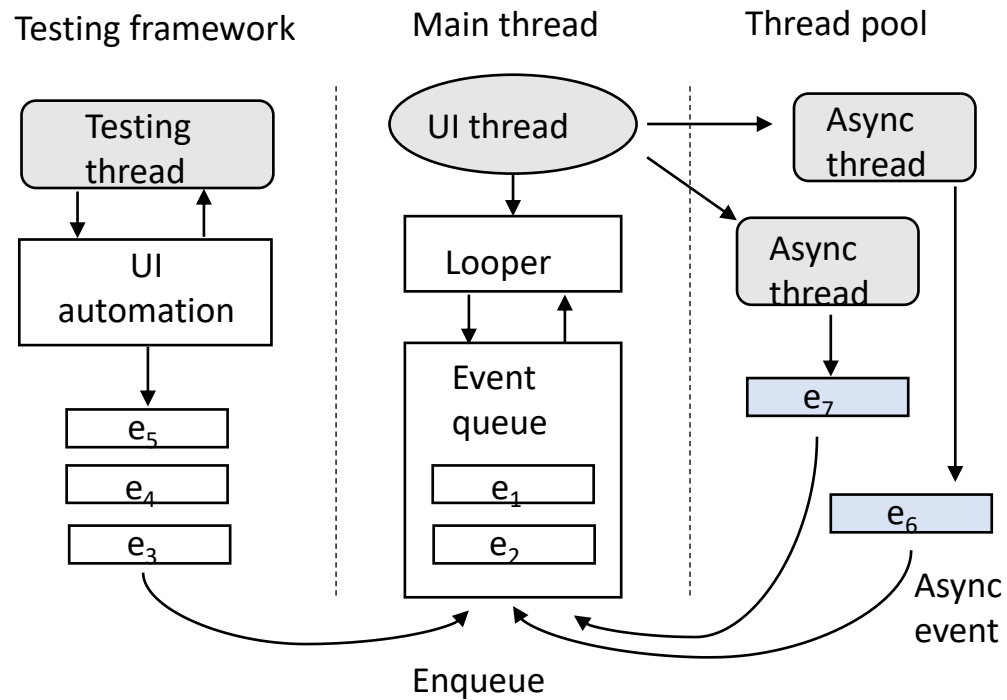 Testing framework
Main thread
Thread pool
Testing
thread
UI thread
Async
thread
UI
automation
Looper
Async
thread
Event
queue
e₅
e₄
e₃
e₁
e₂
e₇
e₆
Async
event
Enqueue